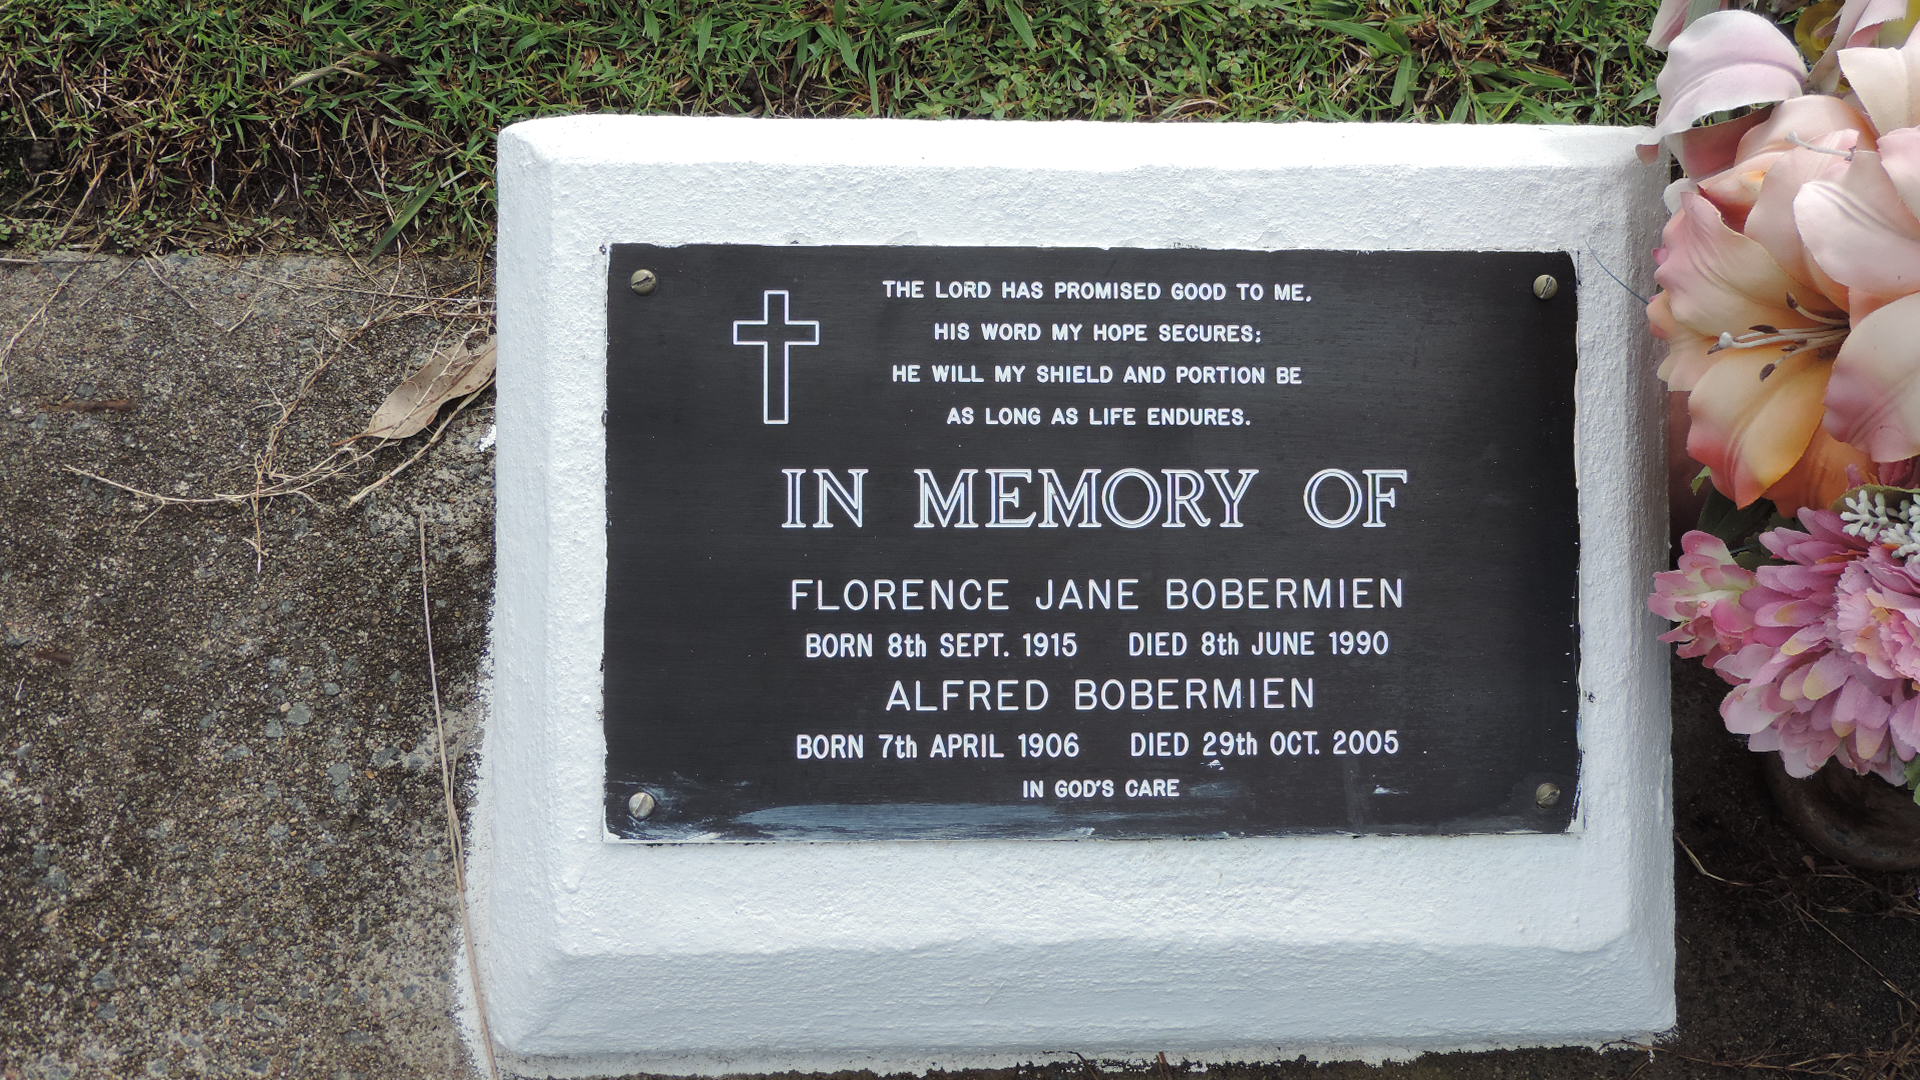 THE LORD HAS PROMISED GOOD TO ME.
HIS WORD MY HOPE SECURES;
HE WILL MY SHIELD AND PORTION BE
AS LONG AS LIFE ENDURES.
IN MEMORY OF
FLORENCE JANE BOBERMIEN
BORN 8th SEPT. 1915 DIED 8th JUNE 1990
ALFRED BOBERMIEN
BORN 7th APRIL 1906 DIED 29th OCT. 2005
IN GOD'S CARE